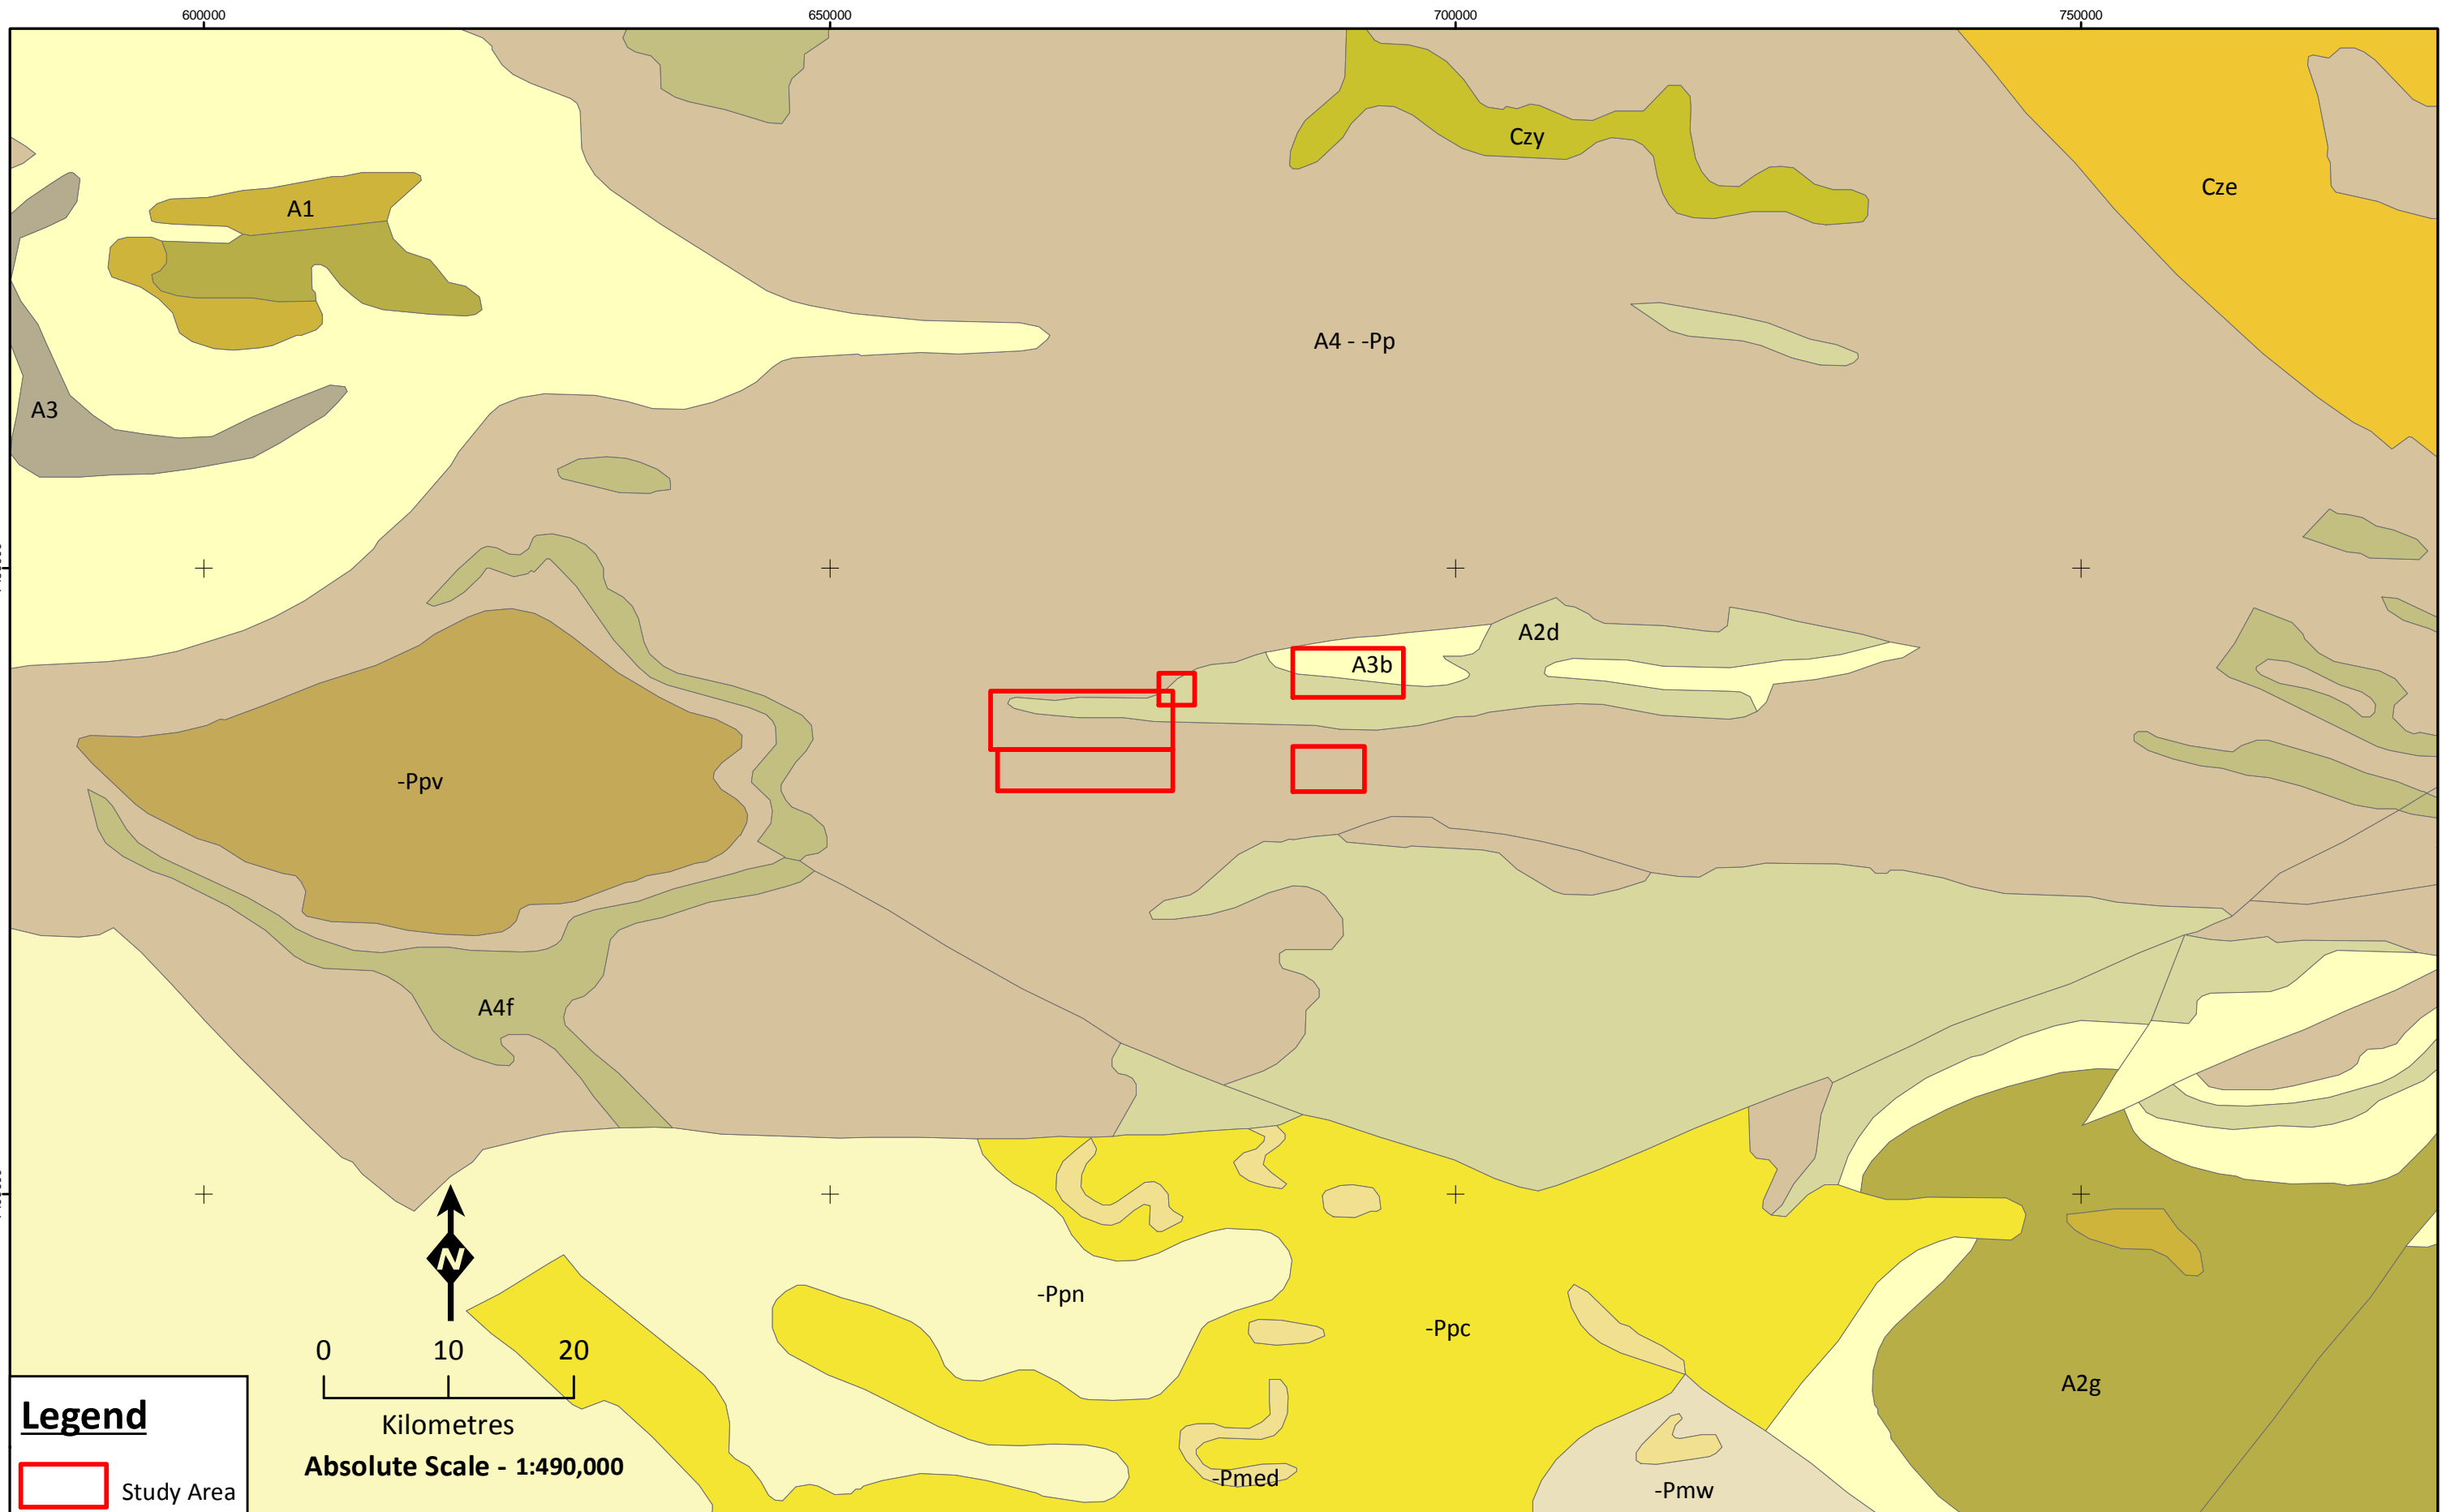 600000 650000 700000 750000
Czy
Cze
A1
A4 - -Pp
A3
A2d
A3b
-Ppv
A4f
N
-Ppn
-Ppc
0 10 20
A2g
Kilometres
Legend
Absolute Scale - 1:490,000
-Pmed
-Pmw
Study Area